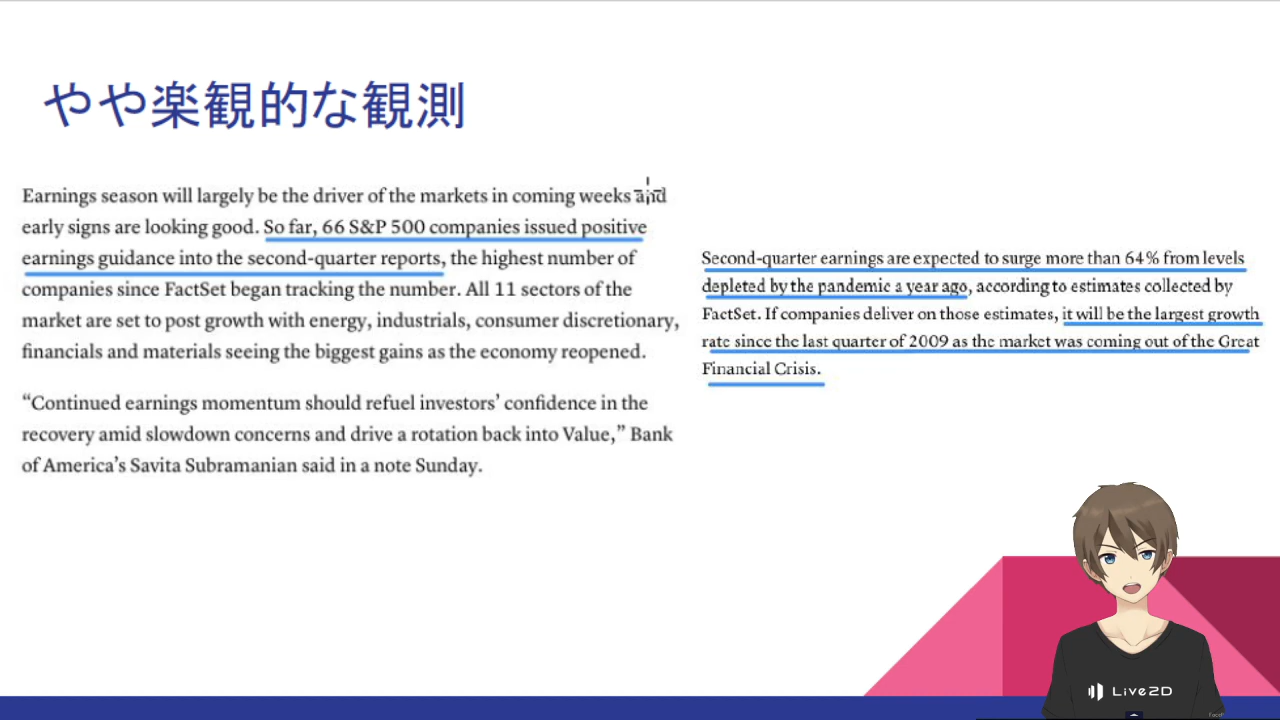 やや楽観的な観測
Earnings season will largely be the driver of the markets in coming weeks and
early signs are looking good. So far, 66 S&P 500 companies issued positive
earnings guidance into the second-quarter reports, the highest number of
companies since FactSet began tracking the number. All 11 sectors of the
market are set to post growth with energy, industrials, consumer discretionary,
financials and materials seeing the biggest gains as the economy reopened.
“Continued earnings momentum should refuel investors’ confidence in the
recovery amid slowdown concerns and drive a rotation back into Value,” Bank
of America’s Savita Subramanian said in a note Sunday.
Second-quarter earnings are expected to surge more than 64% from levels
depleted by the pandemic a year ago, according to estimates collected by
FactSet. If companies deliver on those estimates, it will be the largest growth
rate since the last quarter of 2009 as the market was coming out of the Great
Financial Crisis.
Live2D